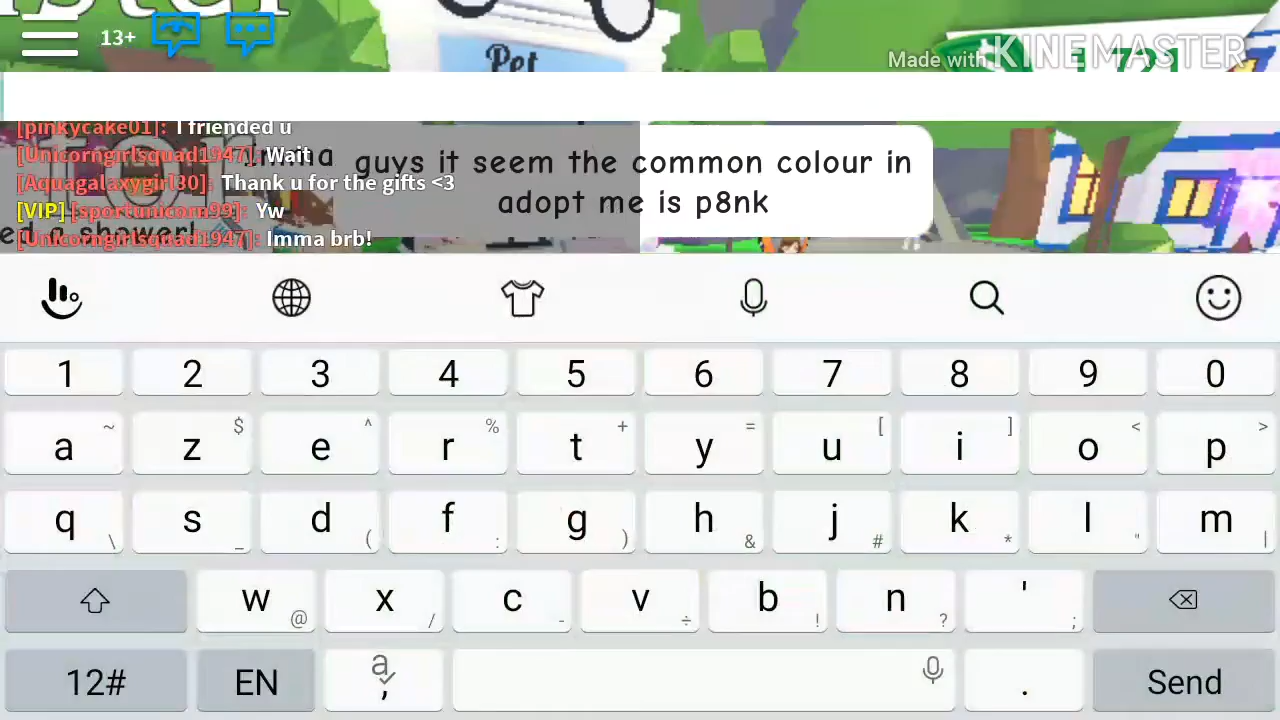 13+
Pet
Made with KINEMASTER
[pinkycake01]: I friended u
[Unicorngirlsquad1947]: Wait
[Aquagalaxygirl30]: Thank u for the gifts <3
[VIP] [sportunicorn99]: Yw
[Unicorngirlsquad1947]: Imma brb!
guys it seem the common colour in
adopt me is p8nk
1 2 3 4 5 6 7 8 9 0
~ $ ^ % + = [ ] < >
a z e r t y u i o p
q s d f g h j k l m
\ _ ( : ) & # * " |
w x c v b n '
@ / - ÷ ! ? ;
12# EN a , . Send